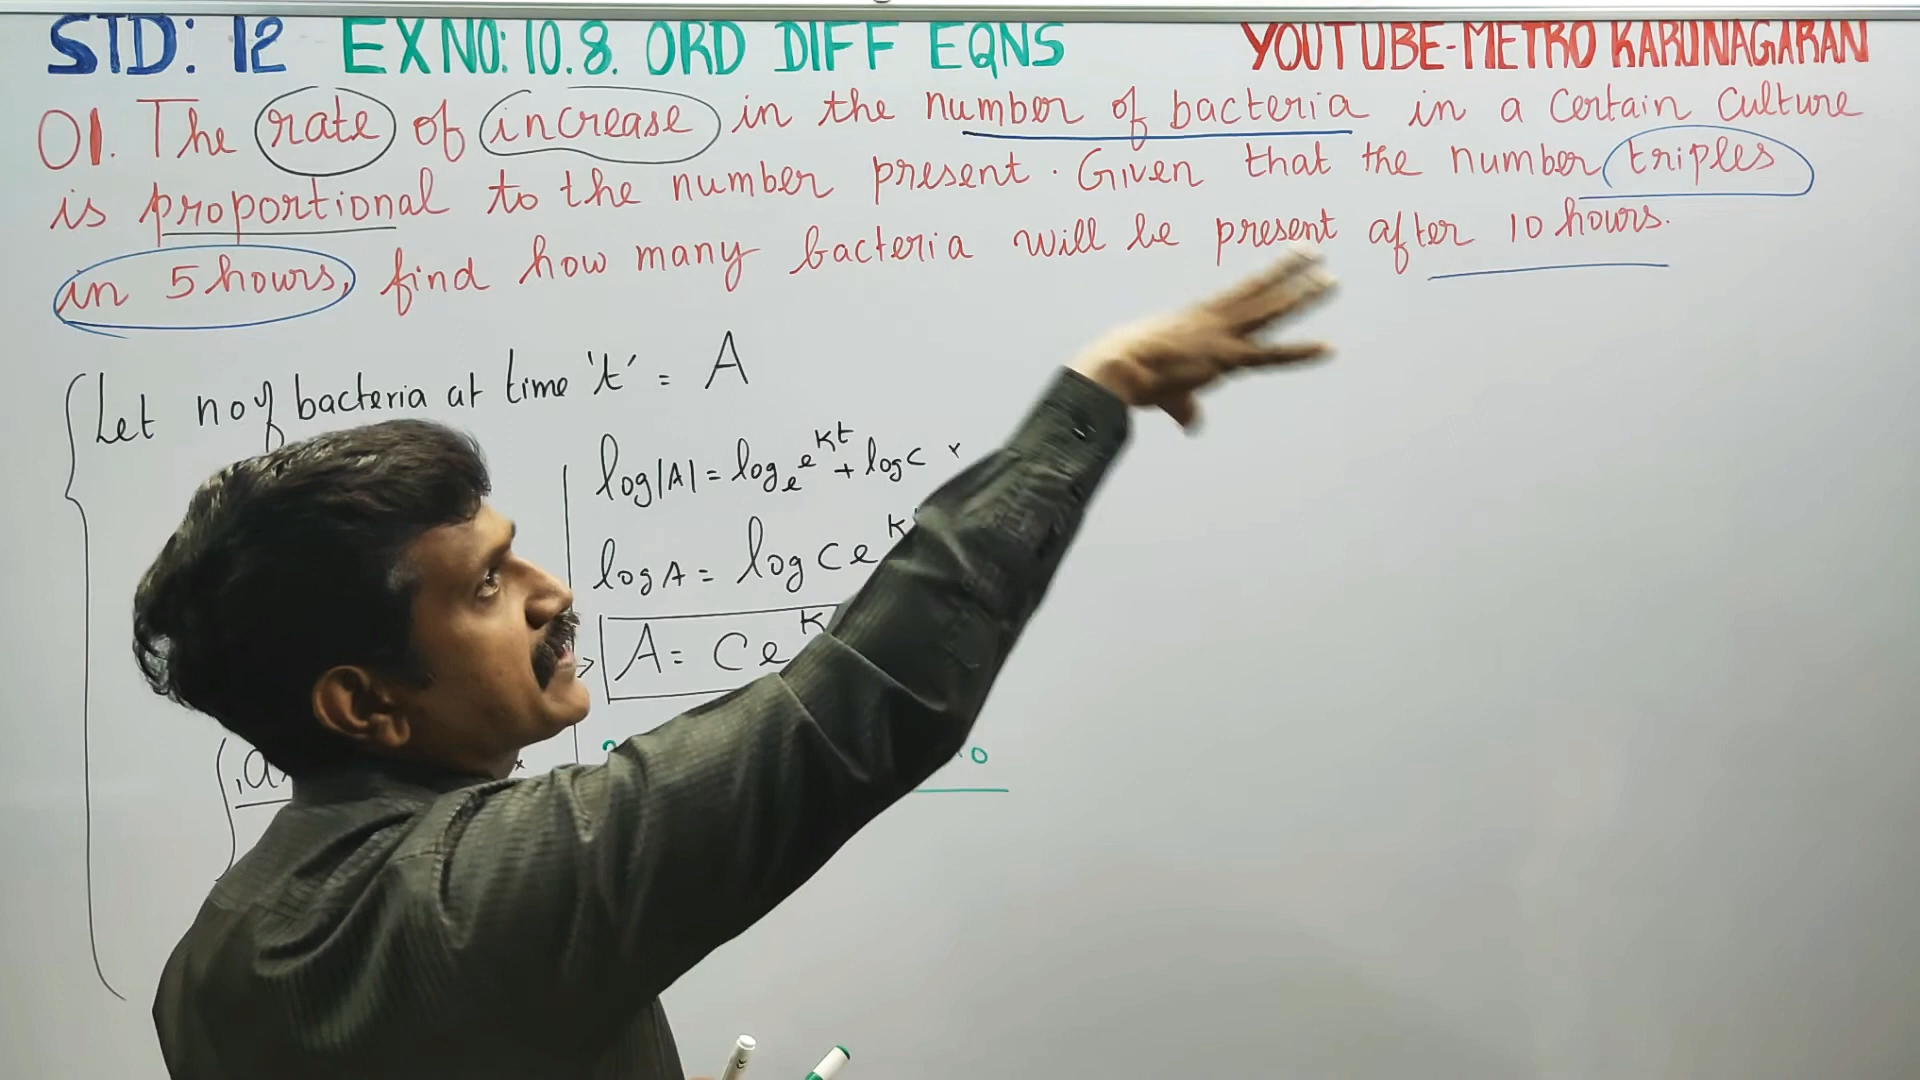 STD: 12 EX NO: 10.8. ORD DIFF EQNS YOUTUBE-METRO KARUNAGARAN
01. The rate of increase in the number of bacteria in a certain culture
is proportional to the number present. Given that the number triples
in 5 hours, find how many bacteria will be present after 10 hours.
Let no of bacteria at time 't' = A
log|A| = logₑ e^kt + log c
log A = log C e^k
A = C e^k